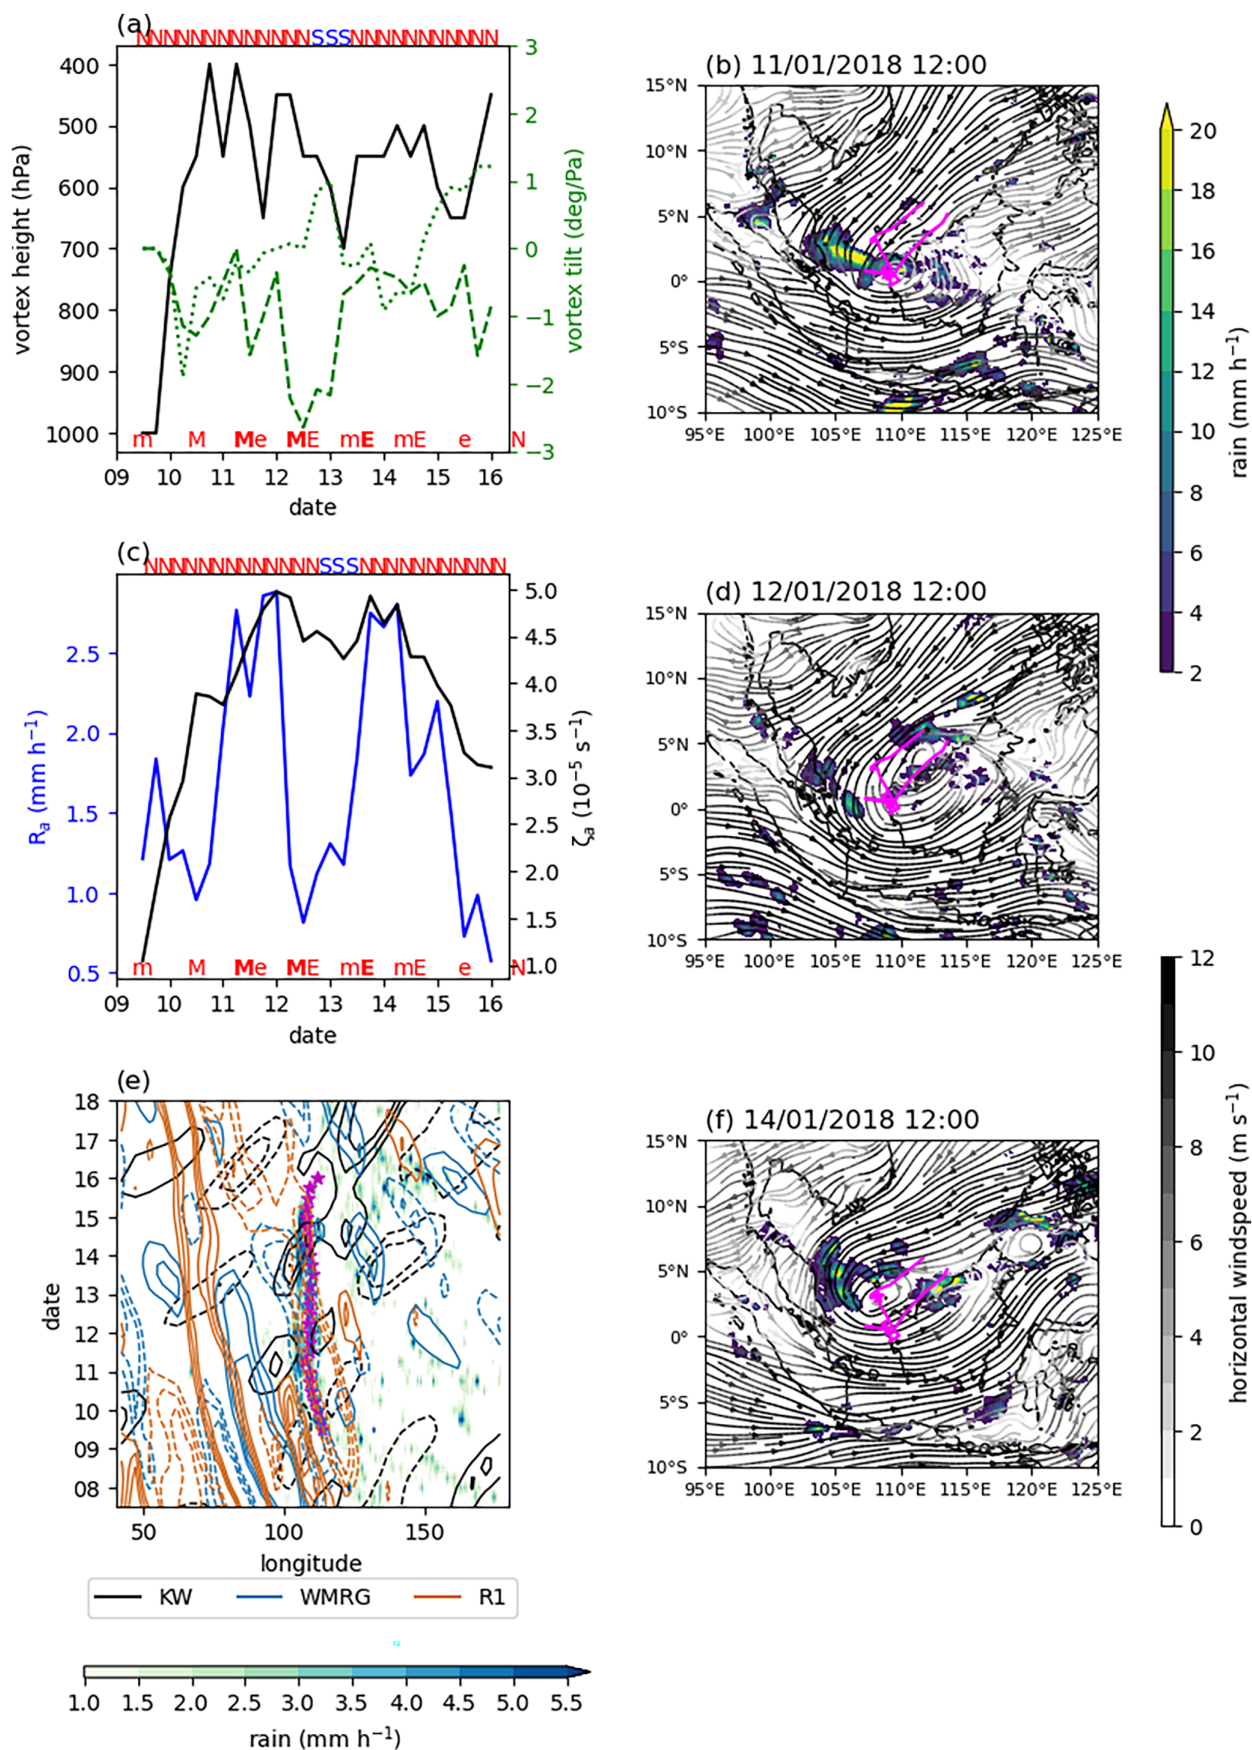 (a)
NNNNNNNNNNNNNSSSNNNNNNNNNNN
400
500
600
700
800
900
1000
vortex height (hPa)
3
2
1
0
−1
−2
−3
vortex tilt (deg/Pa)
m M Me ME mE mE e N
09 10 11 12 13 14 15 16
date
(b) 11/01/2018 12:00
15°N
10°N
5°N
0°
5°S
10°S
95°E 100°E 105°E 110°E 115°E 120°E 125°E
20
18
16
14
12
10
8
6
4
2
rain (mm h⁻¹)
(c)
NNNNNNNNNNNNNSSSNNNNNNNNNNN
2.5
2.0
1.5
1.0
0.5
Rₐ (mm h⁻¹)
5.0
4.5
4.0
3.5
3.0
2.5
2.0
1.5
1.0
ζₐ (10⁻⁵ s⁻¹)
m M Me ME mE mE e N
09 10 11 12 13 14 15 16
date
(d) 12/01/2018 12:00
15°N
10°N
5°N
0°
5°S
10°S
95°E 100°E 105°E 110°E 115°E 120°E 125°E
(e)
18
17
16
15
14
13
12
11
10
09
08
date
50 100 150
longitude
KW WMRG R1
1.0 1.5 2.0 2.5 3.0 3.5 4.0 4.5 5.0 5.5
rain (mm h⁻¹)
(f) 14/01/2018 12:00
15°N
10°N
5°N
0°
5°S
10°S
95°E 100°E 105°E 110°E 115°E 120°E 125°E
12
10
8
6
4
2
0
horizontal windspeed (m s⁻¹)